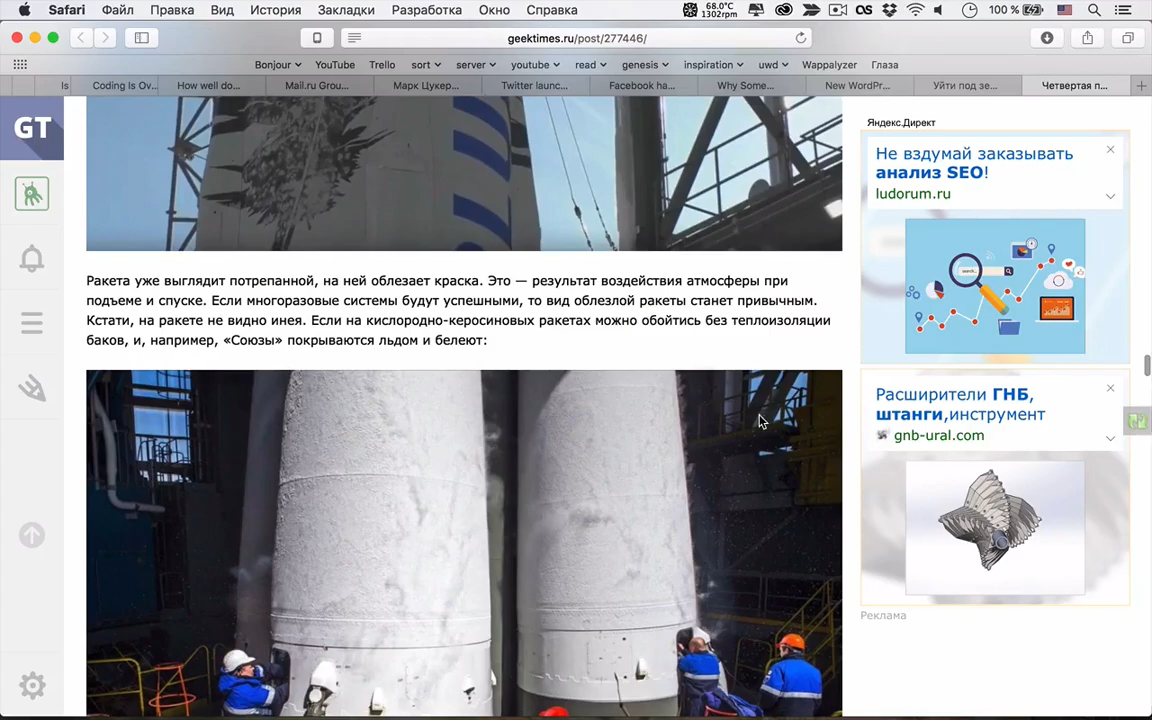 Safari Файл Правка Вид История Закладки Разработка Окно Справка 68.0°C 1302rpm 100 %
geektimes.ru/post/277446/
Bonjour YouTube Trello sort server youtube read genesis inspiration uwd Wappalyzer Глаза
Is Coding Is Ov... How well do... Mail.ru Grou... Марк Цукер... Twitter launc... Facebook ha... Why Some... New WordPr... Уйти под зе... Четвертая п...
GT
Яндекс.Директ
Не вздумай заказывать
анализ SEO!
ludorum.ru
search...
Ракета уже выглядит потрепанной, на ней облезает краска. Это — результат воздействия атмосферы при
подъеме и спуске. Если многоразовые системы будут успешными, то вид облезлой ракеты станет привычным.
Кстати, на ракете не видно инея. Если на кислородно-керосиновых ракетах можно обойтись без теплоизоляции
баков, и, например, «Союзы» покрываются льдом и белеют:
Расширители ГНБ,
штанги,инструмент
gnb-ural.com
Реклама